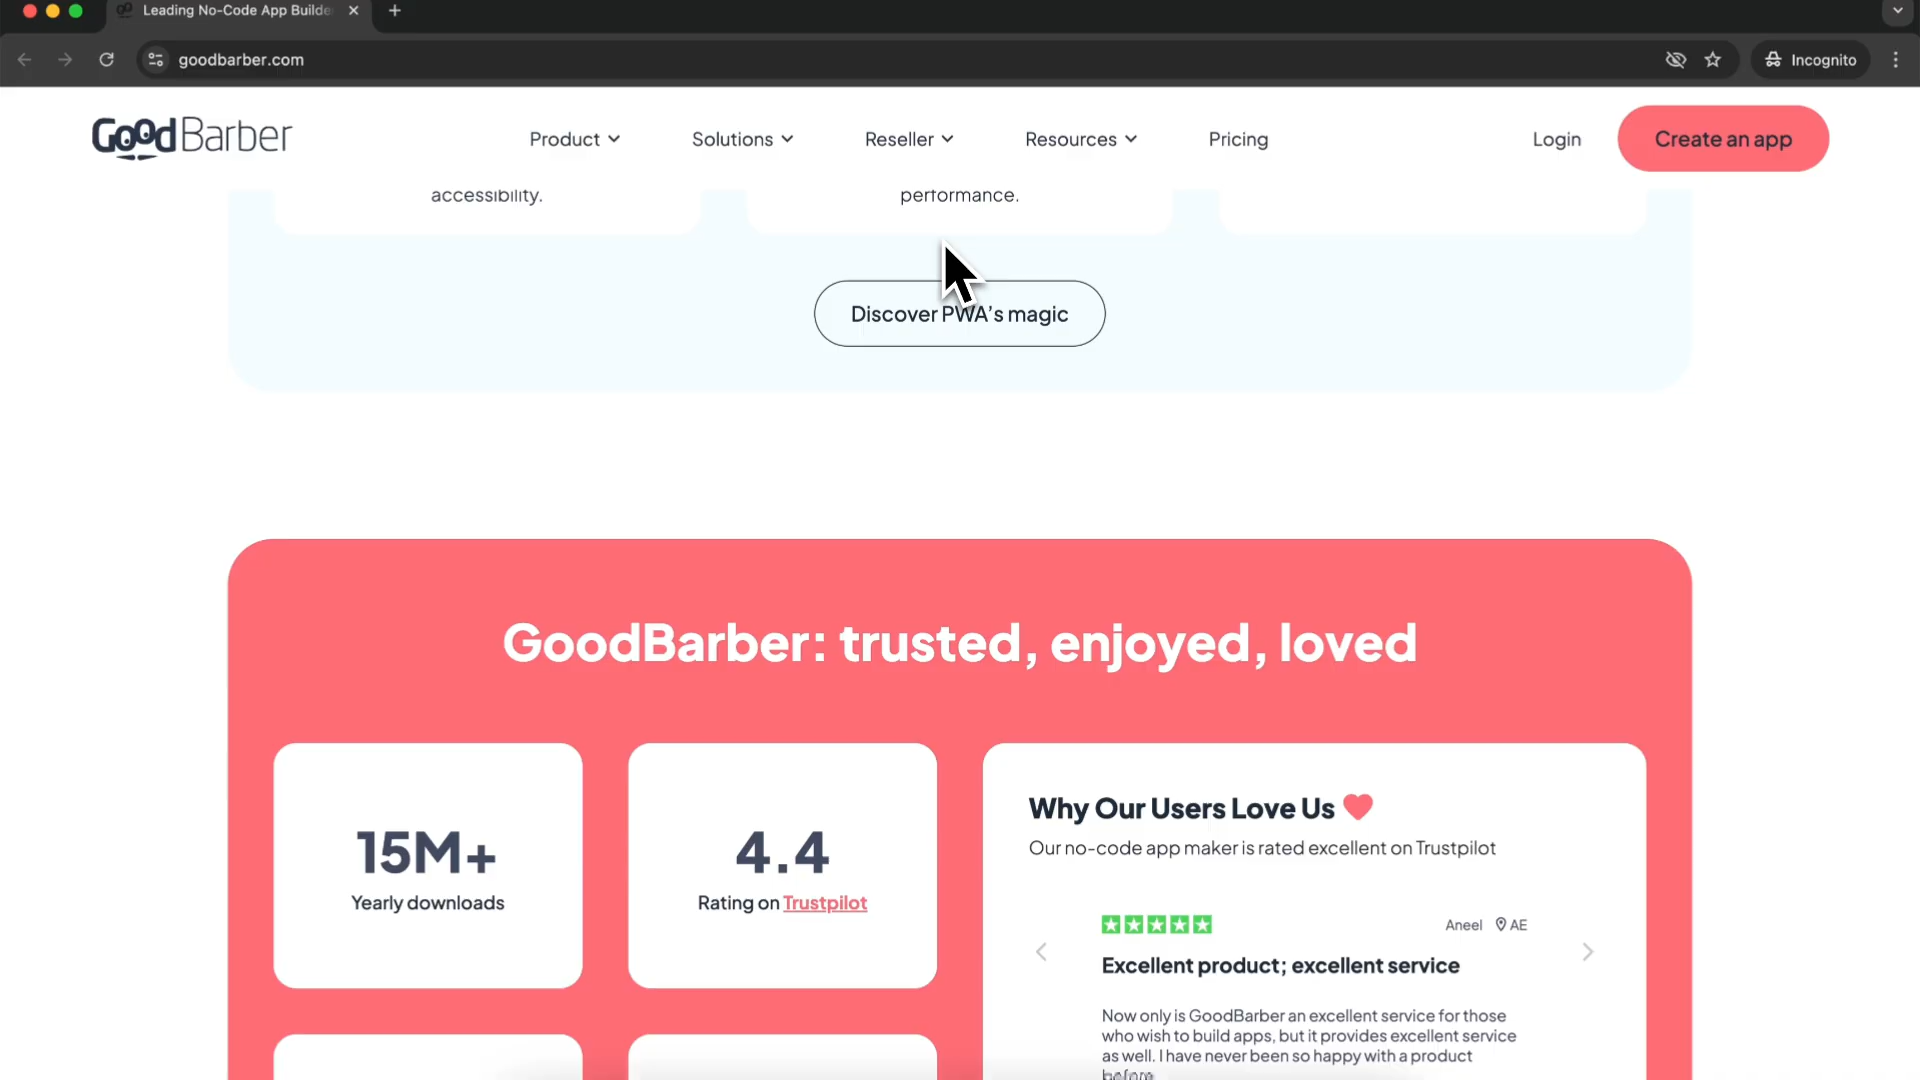 Leading No-Code App Builde
goodbarber.com
Incognito
GoodBarber
Product
Solutions
Reseller
Resources
Pricing
Login
Create an app
accessibility.
performance.
Discover PWA's magic
GoodBarber: trusted, enjoyed, loved
15M+
Yearly downloads
4.4
Rating on Trustpilot
Why Our Users Love Us
Our no-code app maker is rated excellent on Trustpilot
Aneel AE
Excellent product; excellent service
Now only is GoodBarber an excellent service for those
who wish to build apps, but it provides excellent service
as well. I have never been so happy with a product
before